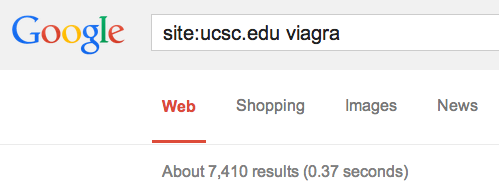 Google site:ucsc.edu viagra
Web Shopping Images News
About 7,410 results (0.37 seconds)